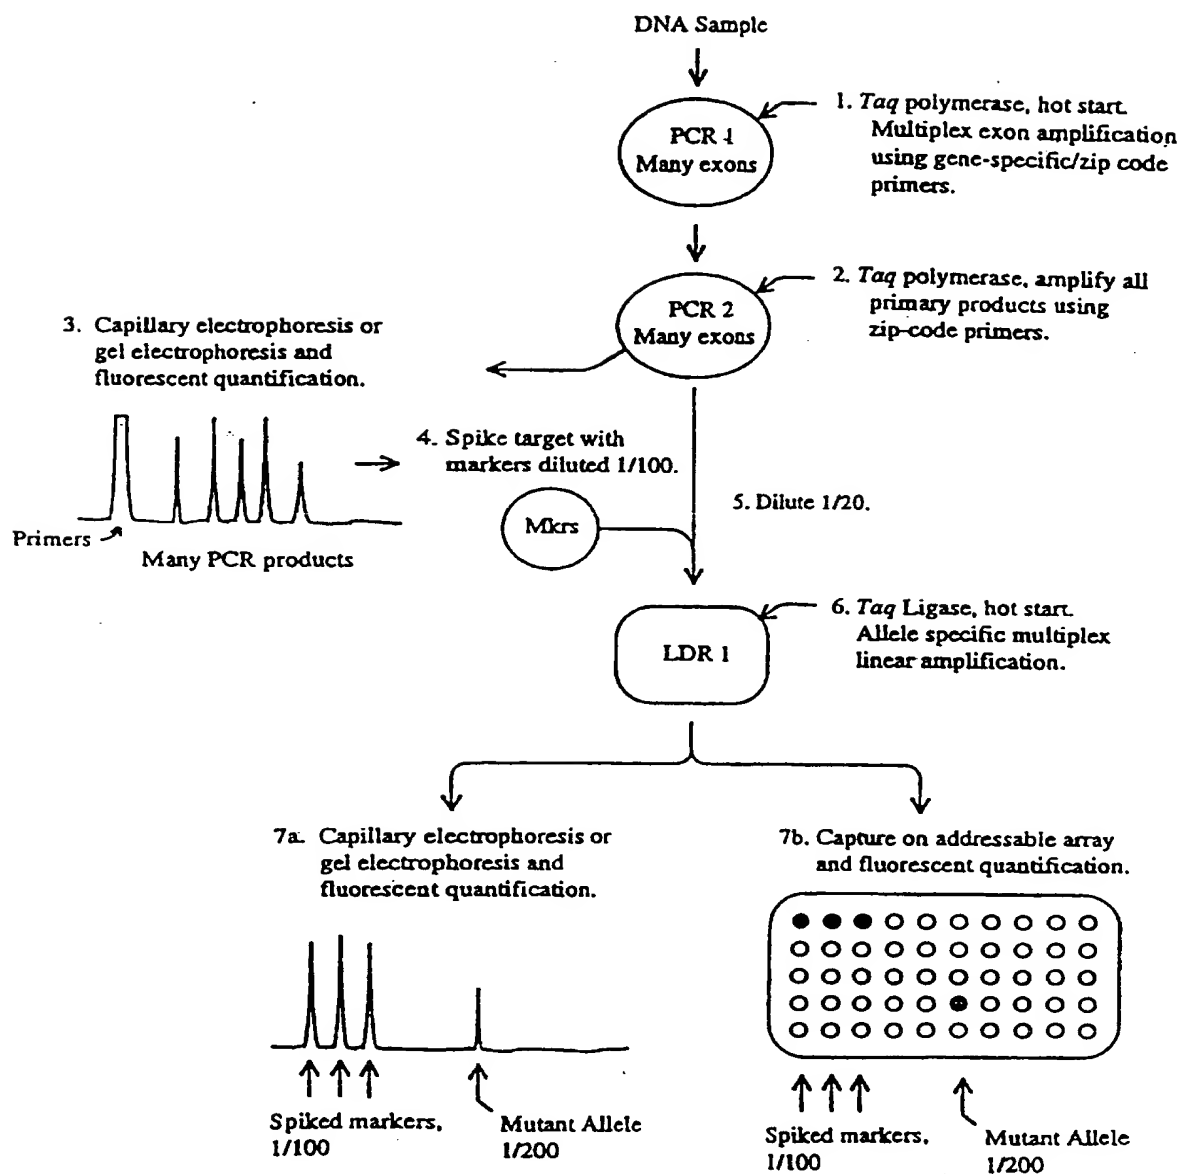 DNA Sample
PCR 1
Many exons
1. Taq polymerase, hot start.
Multiplex exon amplification
using gene-specific/zip code
primers.
PCR 2
Many exons
2. Taq polymerase, amplify all
primary products using
zip-code primers.
3. Capillary electrophoresis or
gel electrophoresis and
fluorescent quantification.
Primers
Many PCR products
4. Spike target with
markers diluted 1/100.
Mkrs
5. Dilute 1/20.
LDR 1
6. Taq Ligase, hot start.
Allele specific multiplex
linear amplification.
7a. Capillary electrophoresis or
gel electrophoresis and
fluorescent quantification.
Spiked markers,
1/100
Mutant Allele
1/200
7b. Capture on addressable array
and fluorescent quantification.
Spiked markers,
1/100
Mutant Allele
1/200